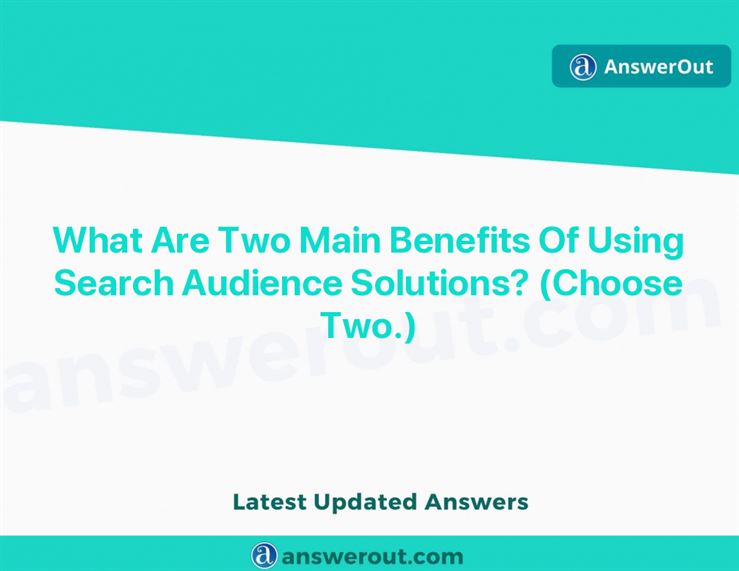 AnswerOut
What Are Two Main Benefits Of Using
Search Audience Solutions? (Choose
Two.)
answerout.com
Latest Updated Answers
answerout.com